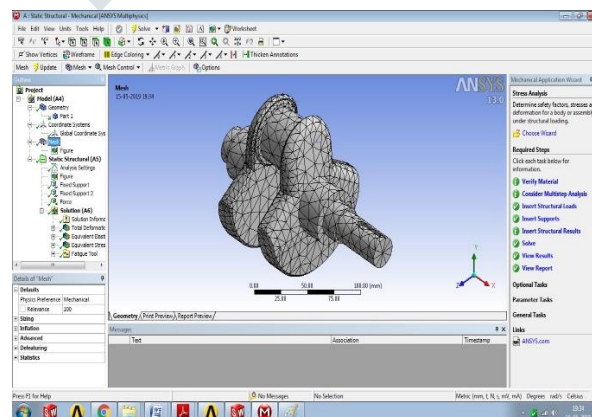 A : Static Structural - Mechanical [ANSYS Multiphysics]
File Edit View Units Tools Help Solve Worksheet
Show Vertices Wireframe Edge Coloring Thicken Annotations
Mesh Update Mesh Mesh Control Metric Graph Options
Outline
Project
Model (A4)
Geometry
Part 1
Coordinate Systems
Global Coordinate Sys
Mesh
Figure
Static Structural (A5)
Analysis Settings
Figure
Fixed Support
Fixed Support 2
Force
Solution (A6)
Solution Informa
Total Deformatio
Equivalent Elasti
Equivalent Stres
Fatigue Tool
Details of "Mesh"
Defaults
Physics Preference Mechanical
Relevance 100
Sizing
Inflation
Advanced
Defeaturing
Statistics
Mesh
15-05-2019 19:34
ANSYS
13.0
0.00 50.00 100.00 (mm)
25.00 75.00
Y
Z X
Geometry Print Preview Report Preview
Messages
Text Association Timestamp
Mechanical Application Wizard
Stress Analysis
Determine safety factors, stresses a
deformation for a body or assembly
under structural loading.
Choose Wizard
Required Steps
Click each task below for
information.
Verify Material
Consider Multistep Analysis
Insert Structural Loads
Insert Supports
Insert Structural Results
Solve
View Results
View Report
Optional Tasks
Parameter Tasks
General Tasks
Links
ANSYS.com
Press F1 for Help No Messages No Selection Metric (mm, t, N, s, mV, mA) Degrees rad/s Celsius
19:34